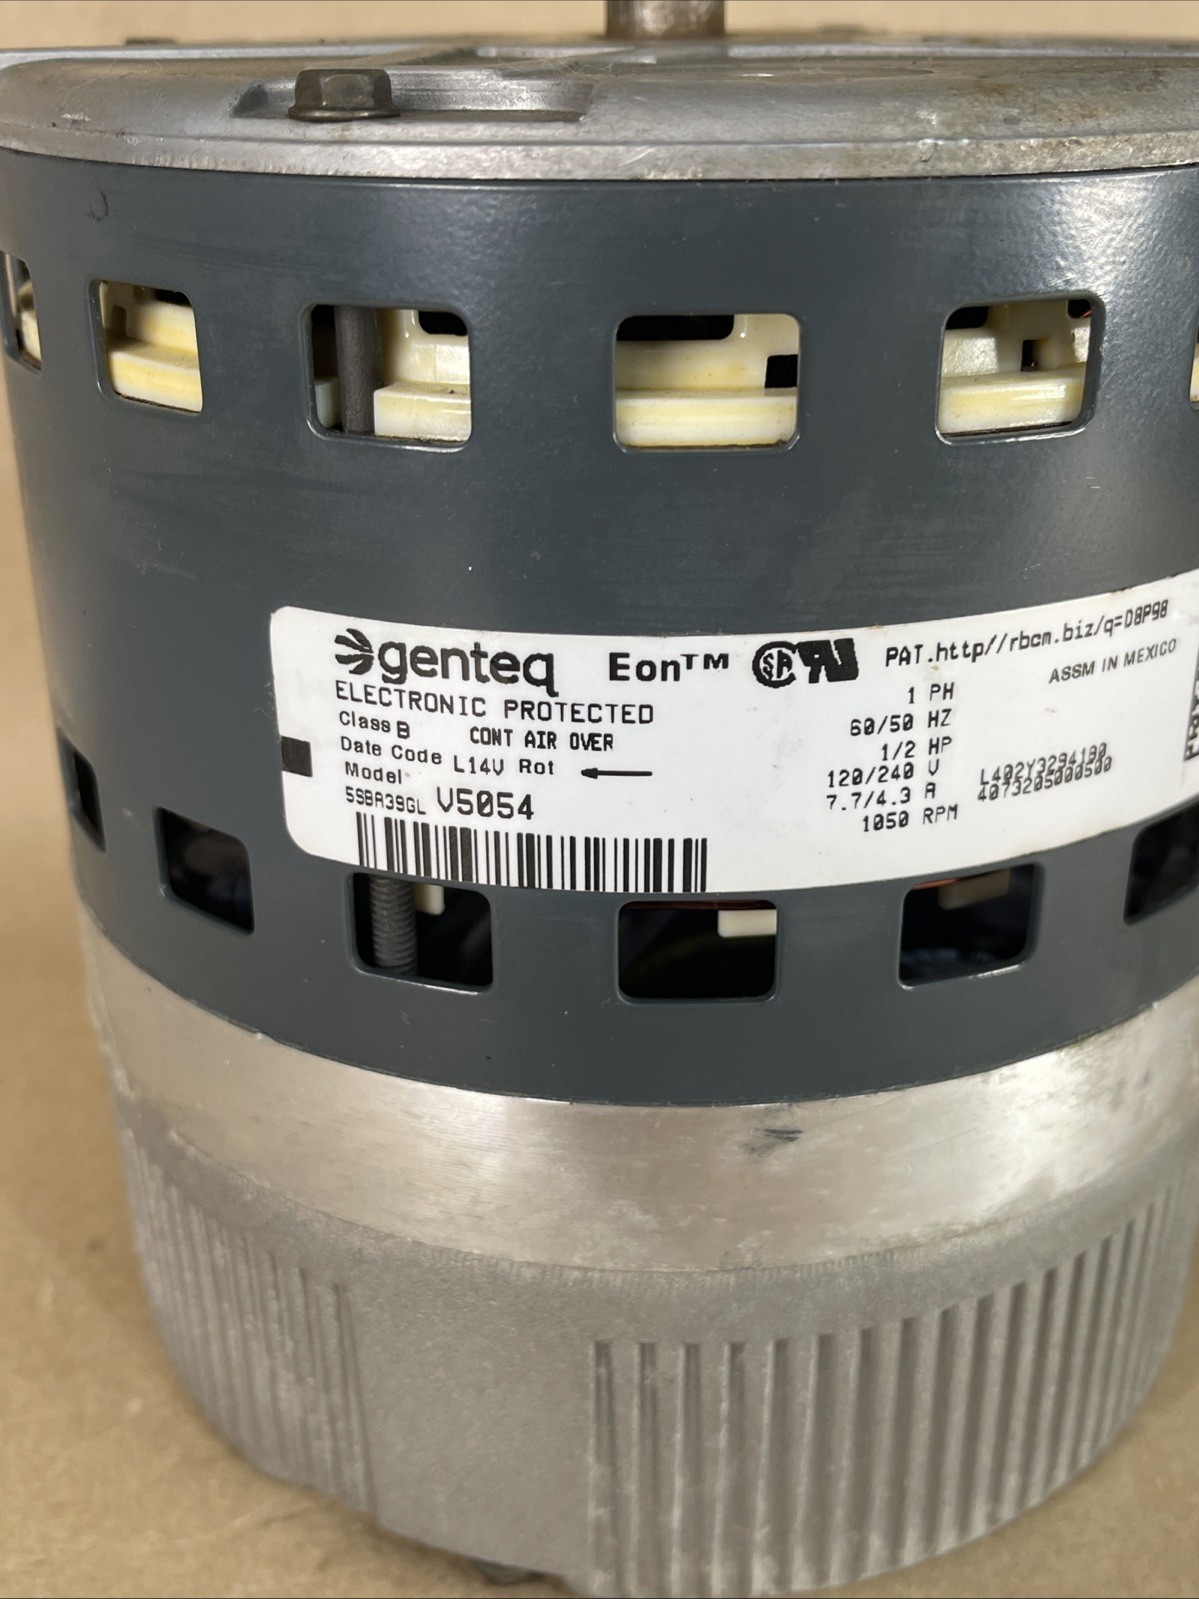 genteq Eon™ SA PAT.http//rbcm.biz/q=D8P98
ELECTRONIC PROTECTED
ASSM IN MEXICO
Class B CONT AIR OVER
Date Code L14V Rot
Model
5SBA39GL V5054
1 PH
60/50 HZ
1/2 HP
120/240 V
7.7/4.3 A
1050 RPM